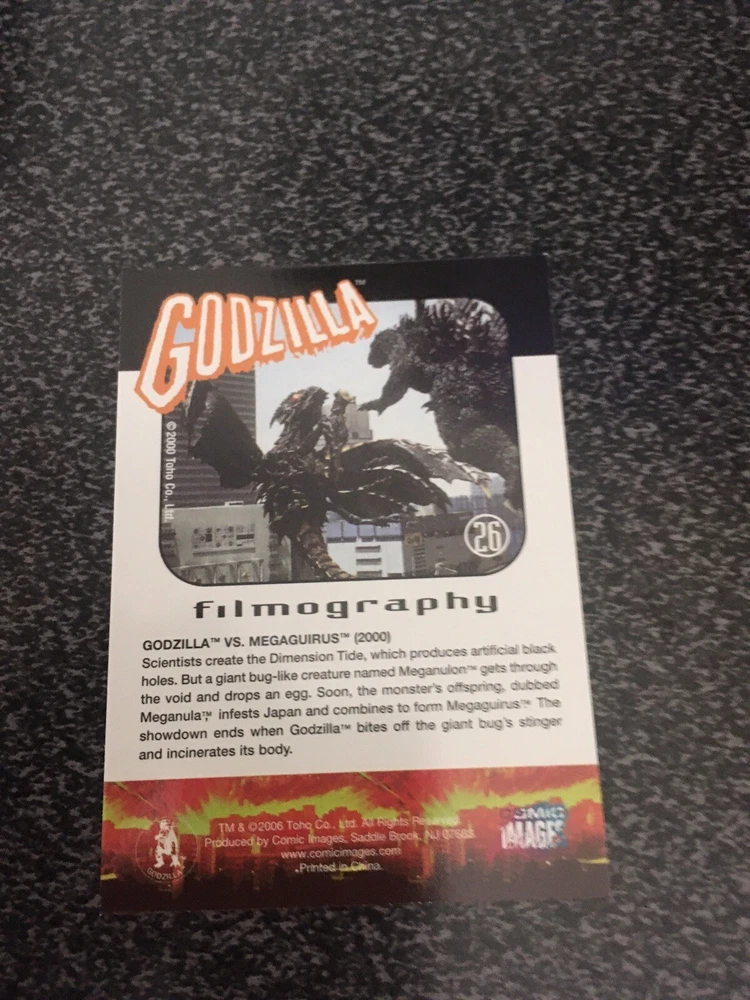 GODZILLA™
© 2000 Toho Co., Ltd.
26
filmography
GODZILLA™ VS. MEGAGUIRUS™ (2000)
Scientists create the Dimension Tide, which produces artificial black
holes. But a giant bug-like creature named Meganulon™ gets through
the void and drops an egg. Soon, the monster's offspring, dubbed
Meganula™ infests Japan and combines to form Megaguirus™ The
showdown ends when Godzilla™ bites off the giant bug's stinger
and incinerates its body.
TM & ©2006 Toho Co., Ltd. All Rights Reserved.
Produced by Comic Images, Saddle Brook, NJ 07663
www.comicimages.com
Printed in China.
GODZILLA
COMIC
IMAGES